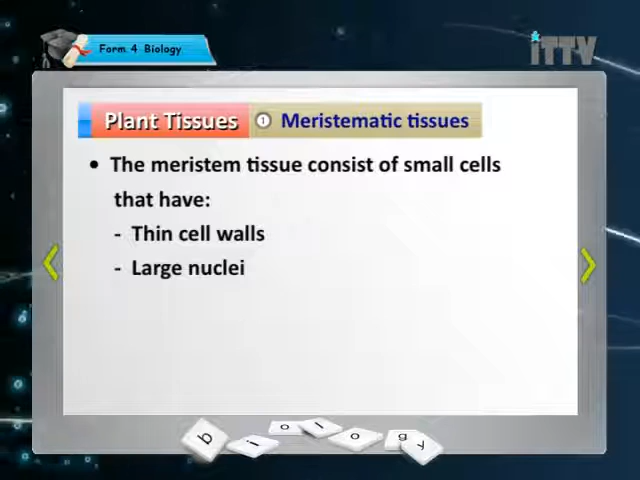 Form 4 Biology
iTTV
Plant Tissues 1 Meristematic tissues
• The meristem tissue consist of small cells
that have:
- Thin cell walls
- Large nuclei
b i o l o g y